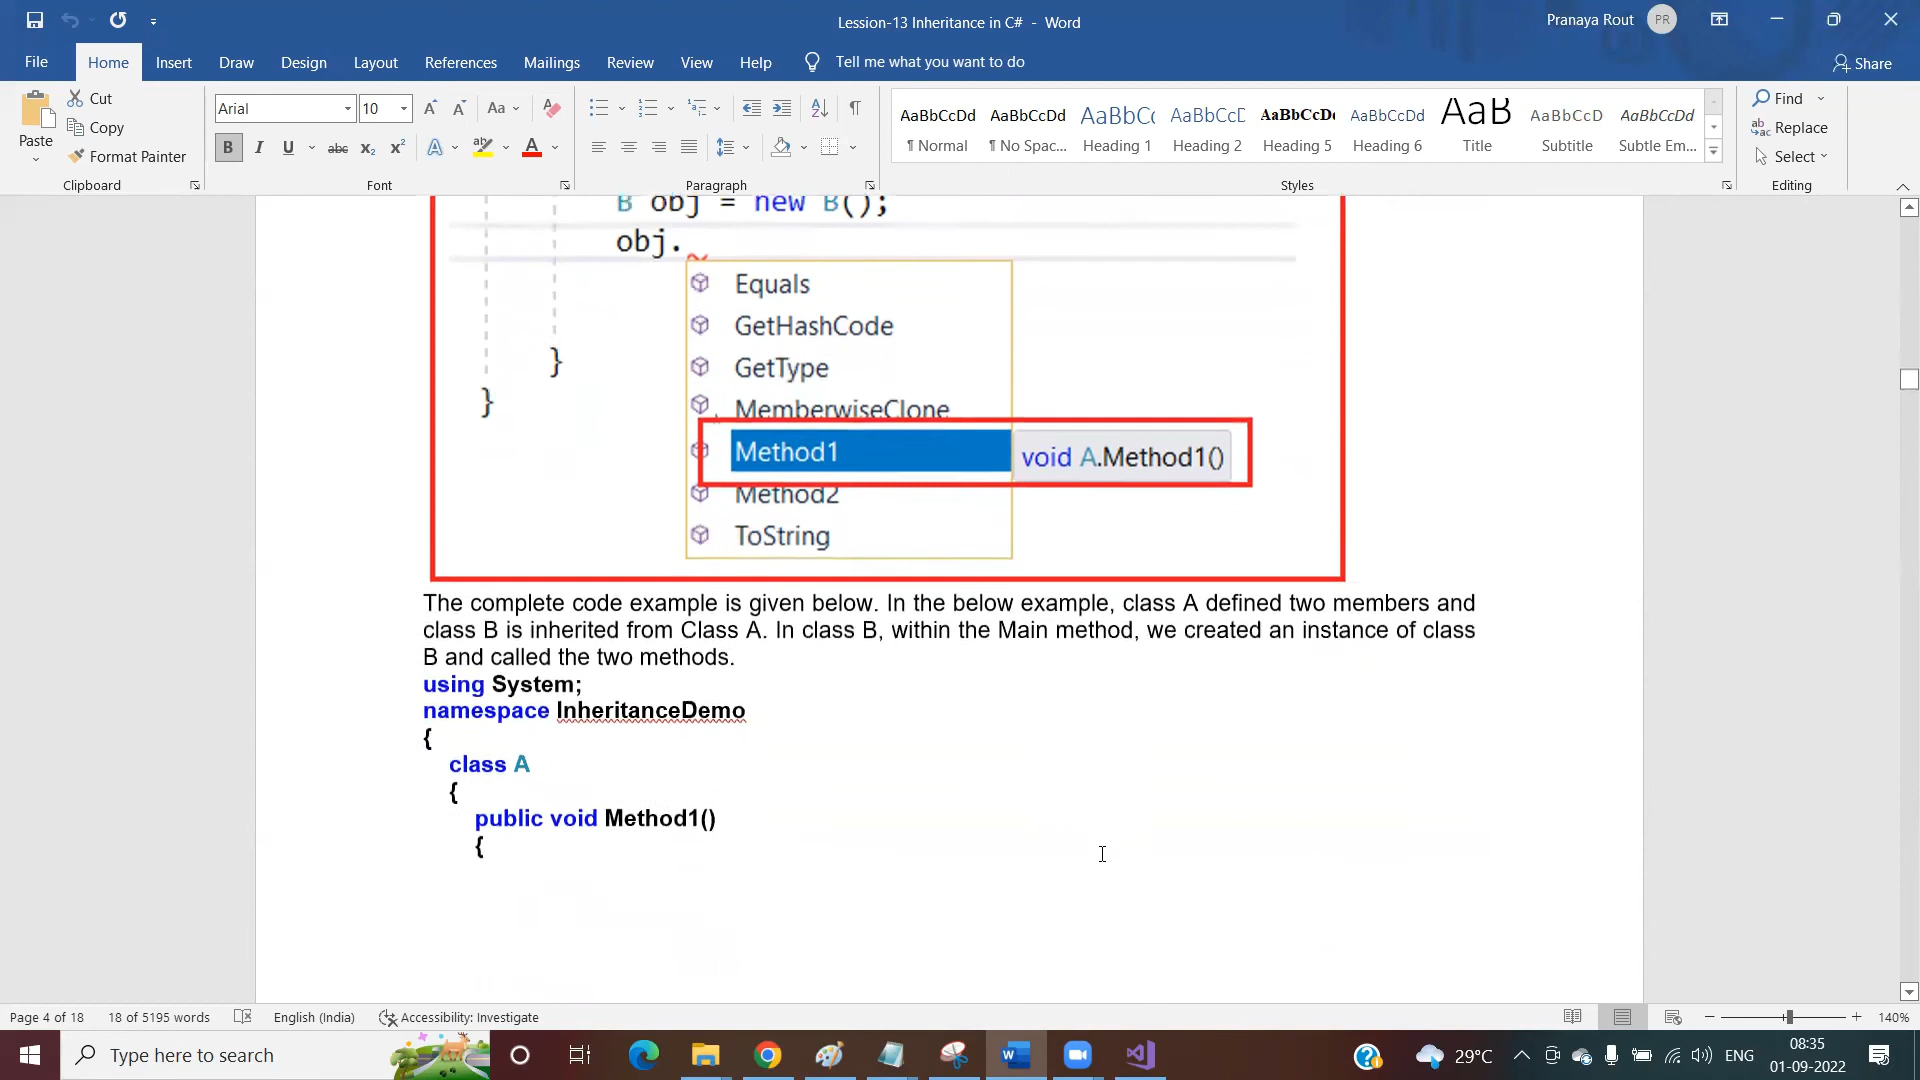 Lession-13 Inheritance in C# - Word
Pranaya Rout
PR
File
Home
Insert
Draw
Design
Layout
References
Mailings
Review
View
Help
Tell me what you want to do
Share
Paste
Cut
Copy
Format Painter
Clipboard
Arial
10
Aa
B
I
U
abc
x₂
x²
A
A
Font
Paragraph
AaBbCcDd
¶ Normal
AaBbCcDd
¶ No Spac...
AaBbCc
Heading 1
AaBbCcD
Heading 2
AaBbCcDd
Heading 5
AaBbCcDd
Heading 6
AaB
Title
AaBbCcD
Subtitle
AaBbCcDd
Subtle Em...
Styles
Find
Replace
Select
Editing
B obj = new B();
obj.
Equals
GetHashCode
GetType
}
MemberwiseClone
}
Method1
void A.Method1()
Method2
ToString
The complete code example is given below. In the below example, class A defined two members and
class B is inherited from Class A. In class B, within the Main method, we created an instance of class
B and called the two methods.
using System;
namespace InheritanceDemo
{
class A
{
public void Method1()
{
Page 4 of 18
18 of 5195 words
English (India)
Accessibility: Investigate
140%
Type here to search
29°C
ENG
08:35
01-09-2022